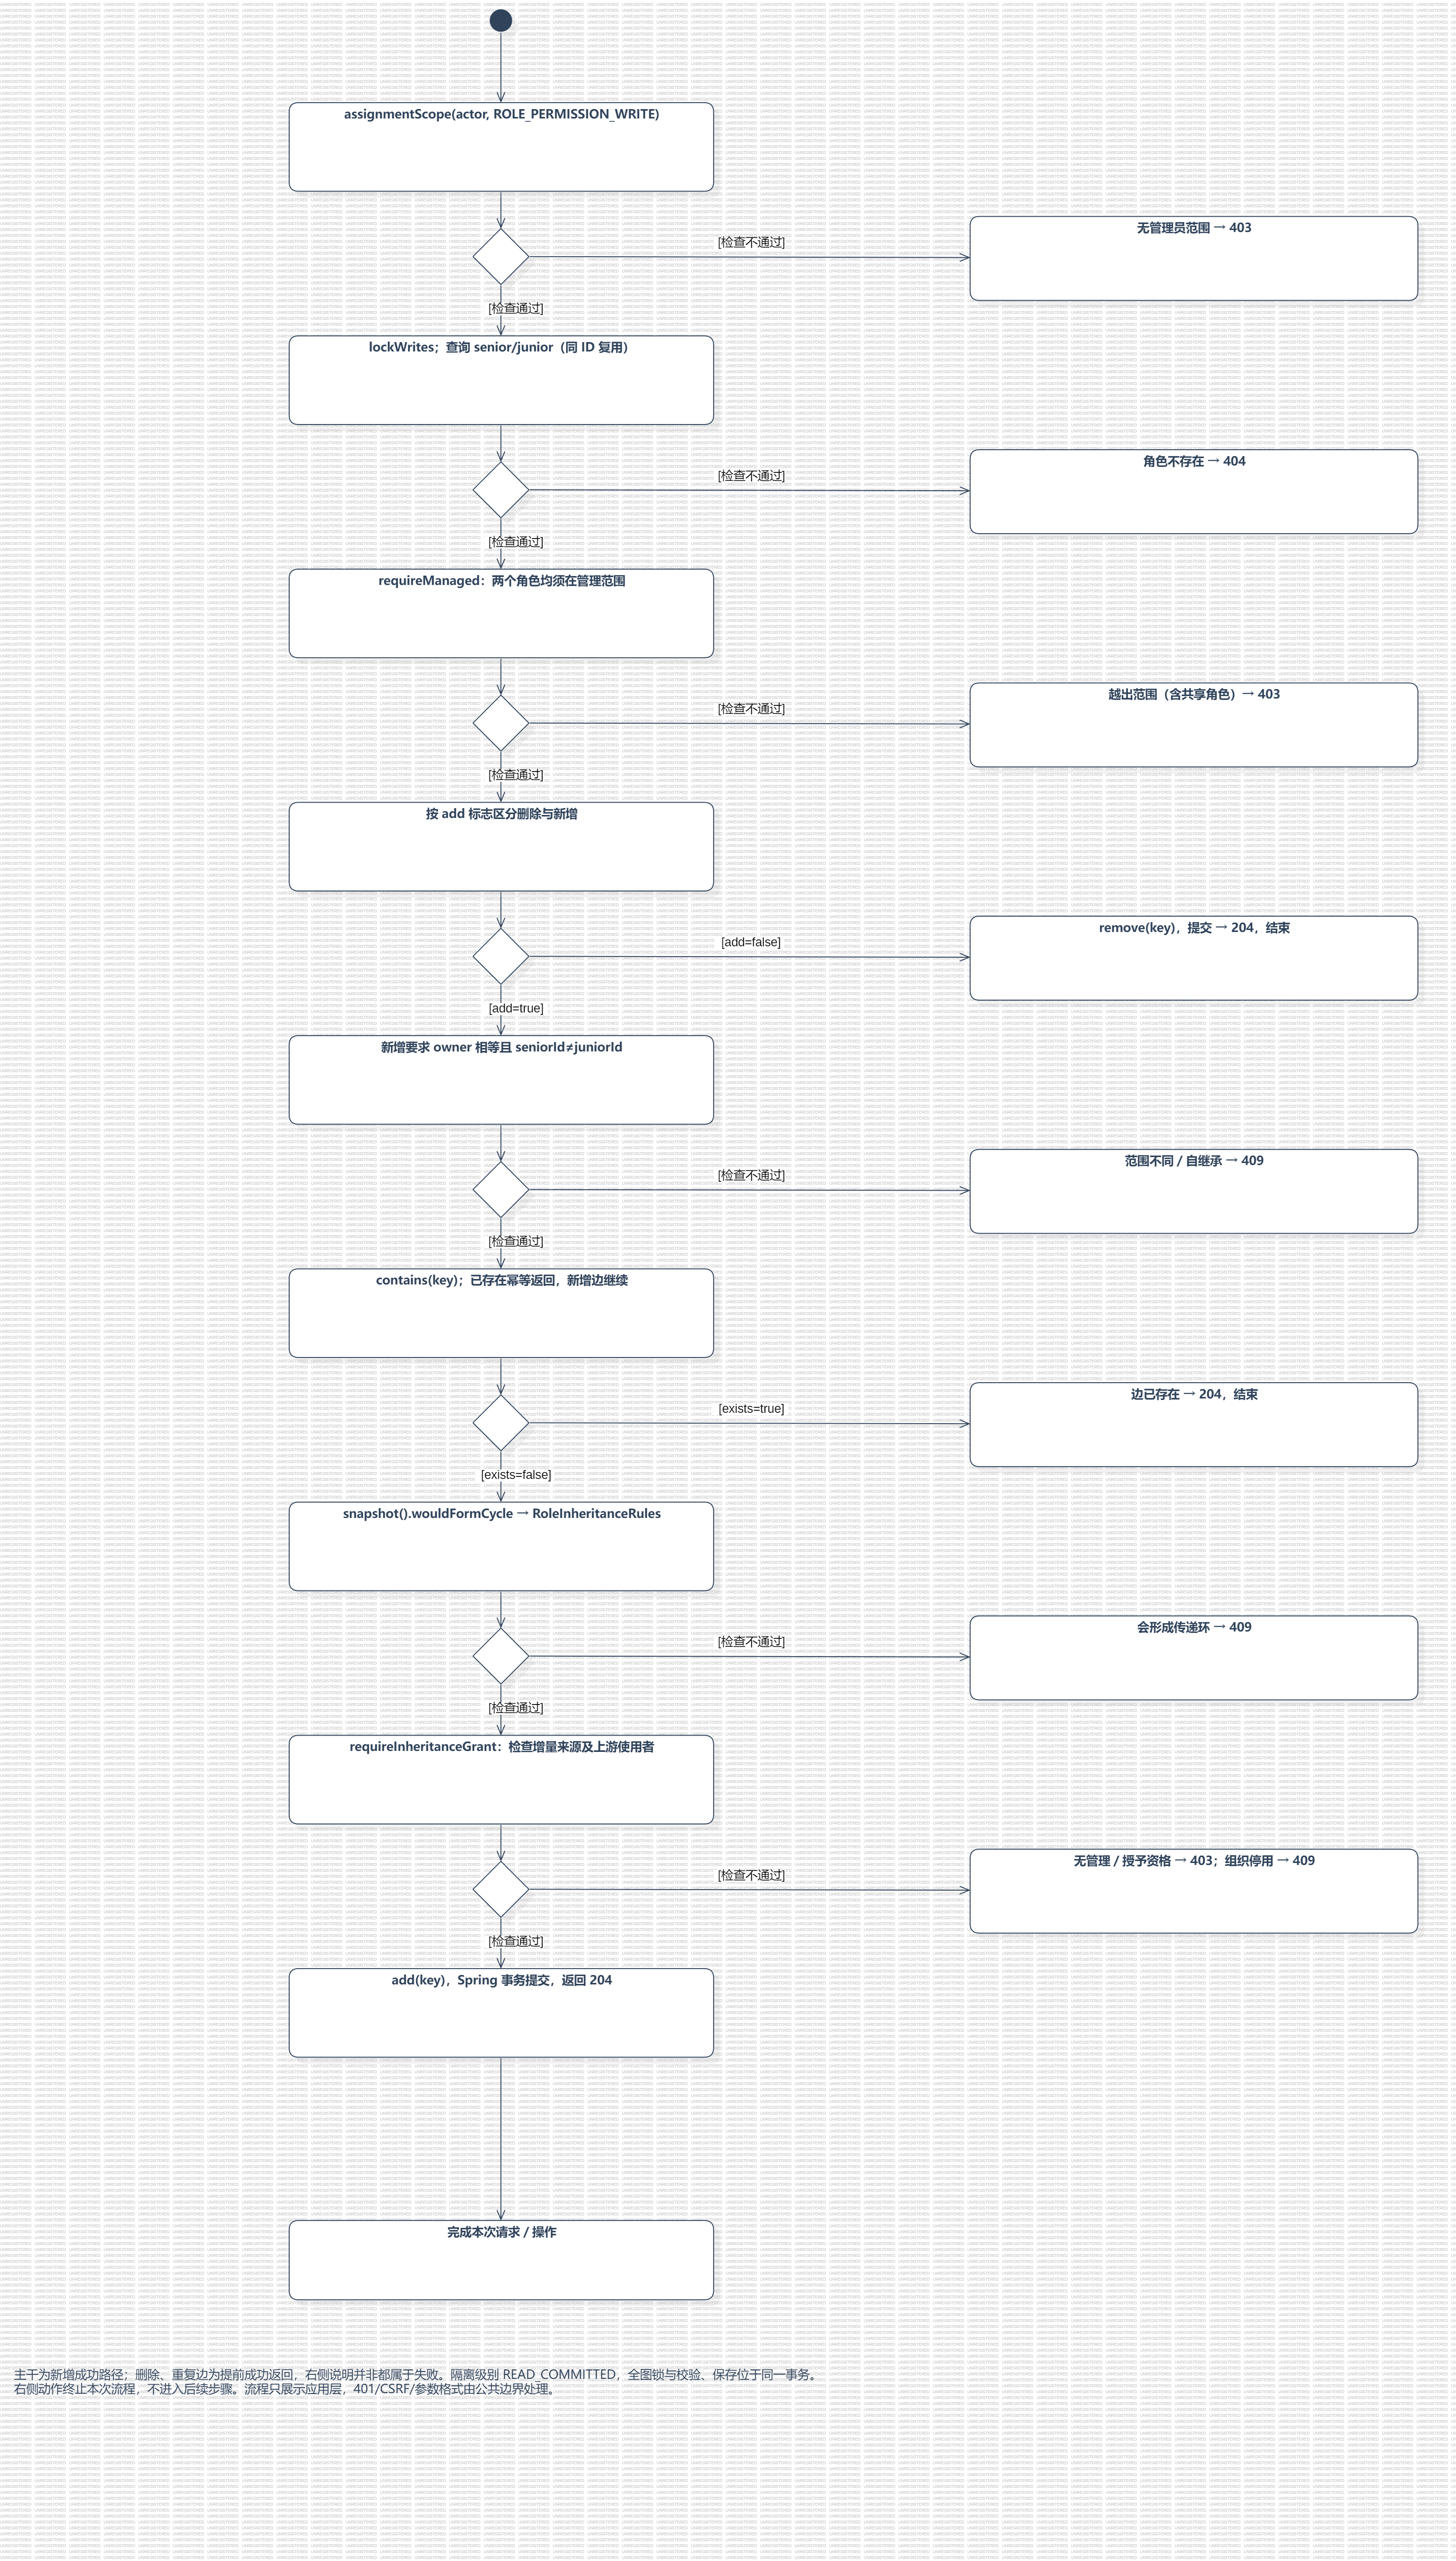 assignmentScope(actor, ROLE_PERMISSION_WRITE)
[检查不通过]
无管理员范围 → 403
[检查通过]
lockWrites；查询 senior/junior（同 ID 复用）
[检查不通过]
角色不存在 → 404
[检查通过]
requireManaged：两个角色均须在管理范围
[检查不通过]
越出范围（含共享角色）→ 403
[检查通过]
按 add 标志区分删除与新增
[add=false]
remove(key)，提交 → 204，结束
[add=true]
新增要求 owner 相等且 seniorId≠juniorId
[检查不通过]
范围不同 / 自继承 → 409
[检查通过]
contains(key)；已存在幂等返回，新增边继续
[exists=true]
边已存在 → 204，结束
[exists=false]
snapshot().wouldFormCycle → RoleInheritanceRules
[检查不通过]
会形成传递环 → 409
[检查通过]
requireInheritanceGrant：检查增量来源及上游使用者
[检查不通过]
无管理 / 授予资格 → 403；组织停用 → 409
[检查通过]
add(key)，Spring 事务提交，返回 204
完成本次请求 / 操作
主干为新增成功路径；删除、重复边为提前成功返回，右侧说明并非都属于失败。隔离级别 READ_COMMITTED，全图锁与校验、保存位于同一事务。
右侧动作终止本次流程，不进入后续步骤。流程只展示应用层，401/CSRF/参数格式由公共边界处理。